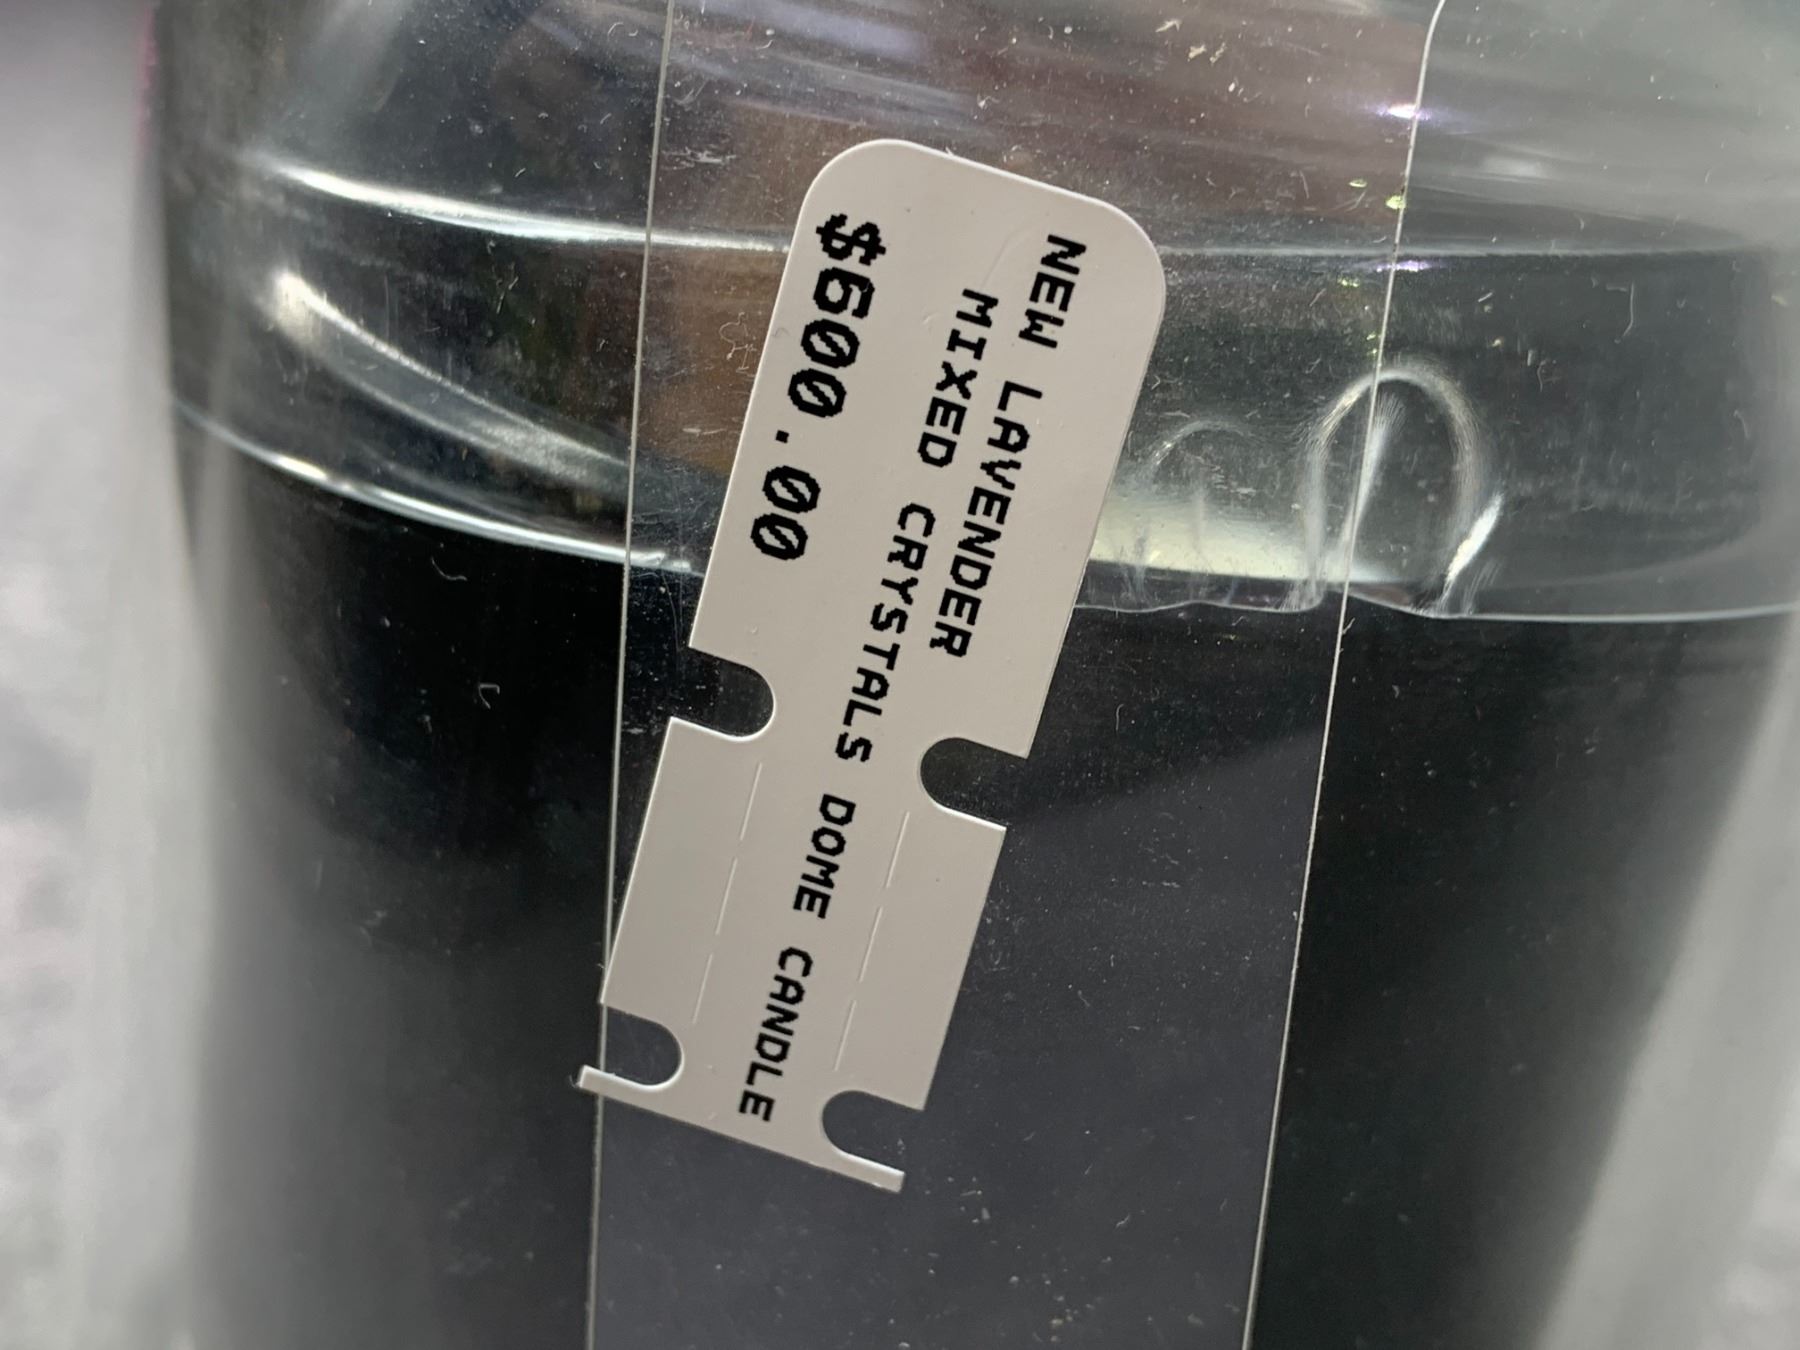 NEW LAVENDER
MIXED CRYSTALS DOME CANDLE
$600.00